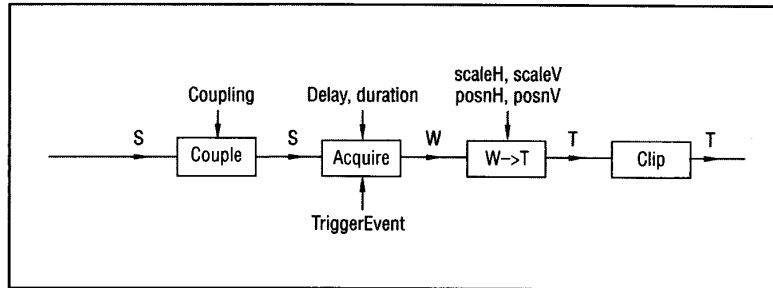 scaleH, scaleV
Coupling
Delay, duration
posnH, posnV
S
Couple
S
Acquire
W
W->T
T
Clip
T
TriggerEvent